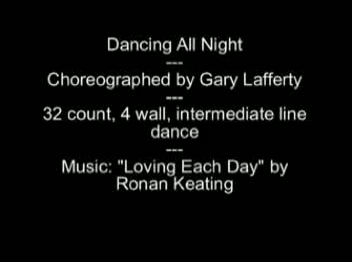 Dancing All Night
---
Choreographed by Gary Lafferty
---
32 count, 4 wall, intermediate line
dance
---
Music: "Loving Each Day" by
Ronan Keating